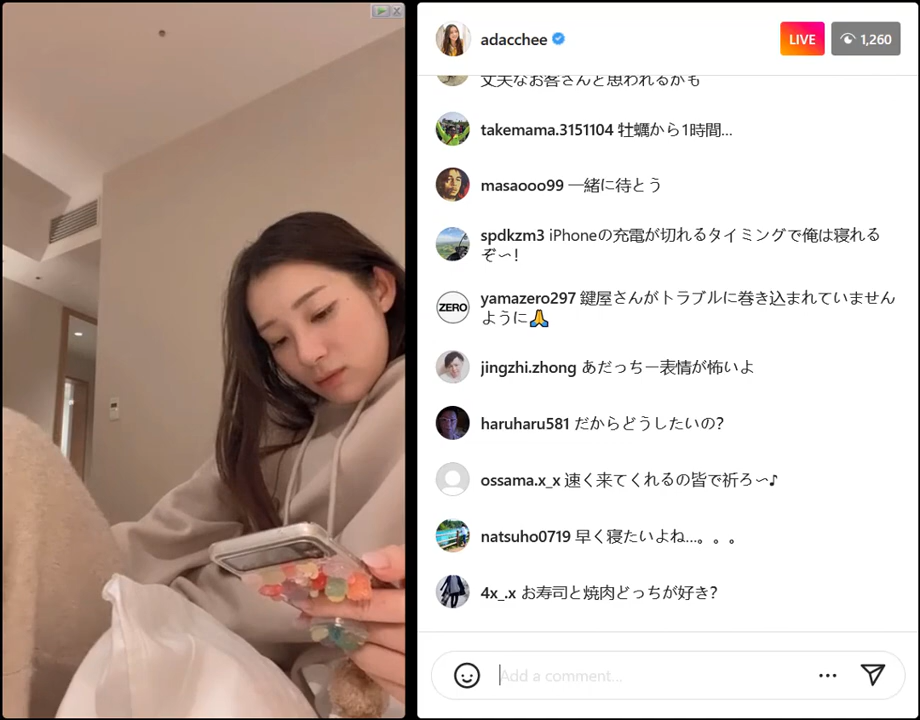 adacchee
LIVE
1,260
丈夫なお客さんと思われるかも
takemama.3151104 牡蠣から1時間...
masaooo99 一緒に待とう
spdkzm3 iPhoneの充電が切れるタイミングで俺は寝れる
ぞ〜！
ZERO
yamazero297 鍵屋さんがトラブルに巻き込まれていません
ように🙏
jingzhi.zhong あだっちー表情が怖いよ
haruharu581 だからどうしたいの？
ossama.x_x 速く来てくれるの皆で祈ろ〜♪
natsuho0719 早く寝たいよね...。。。
4x_.x お寿司と焼肉どっちが好き？
Add a comment...